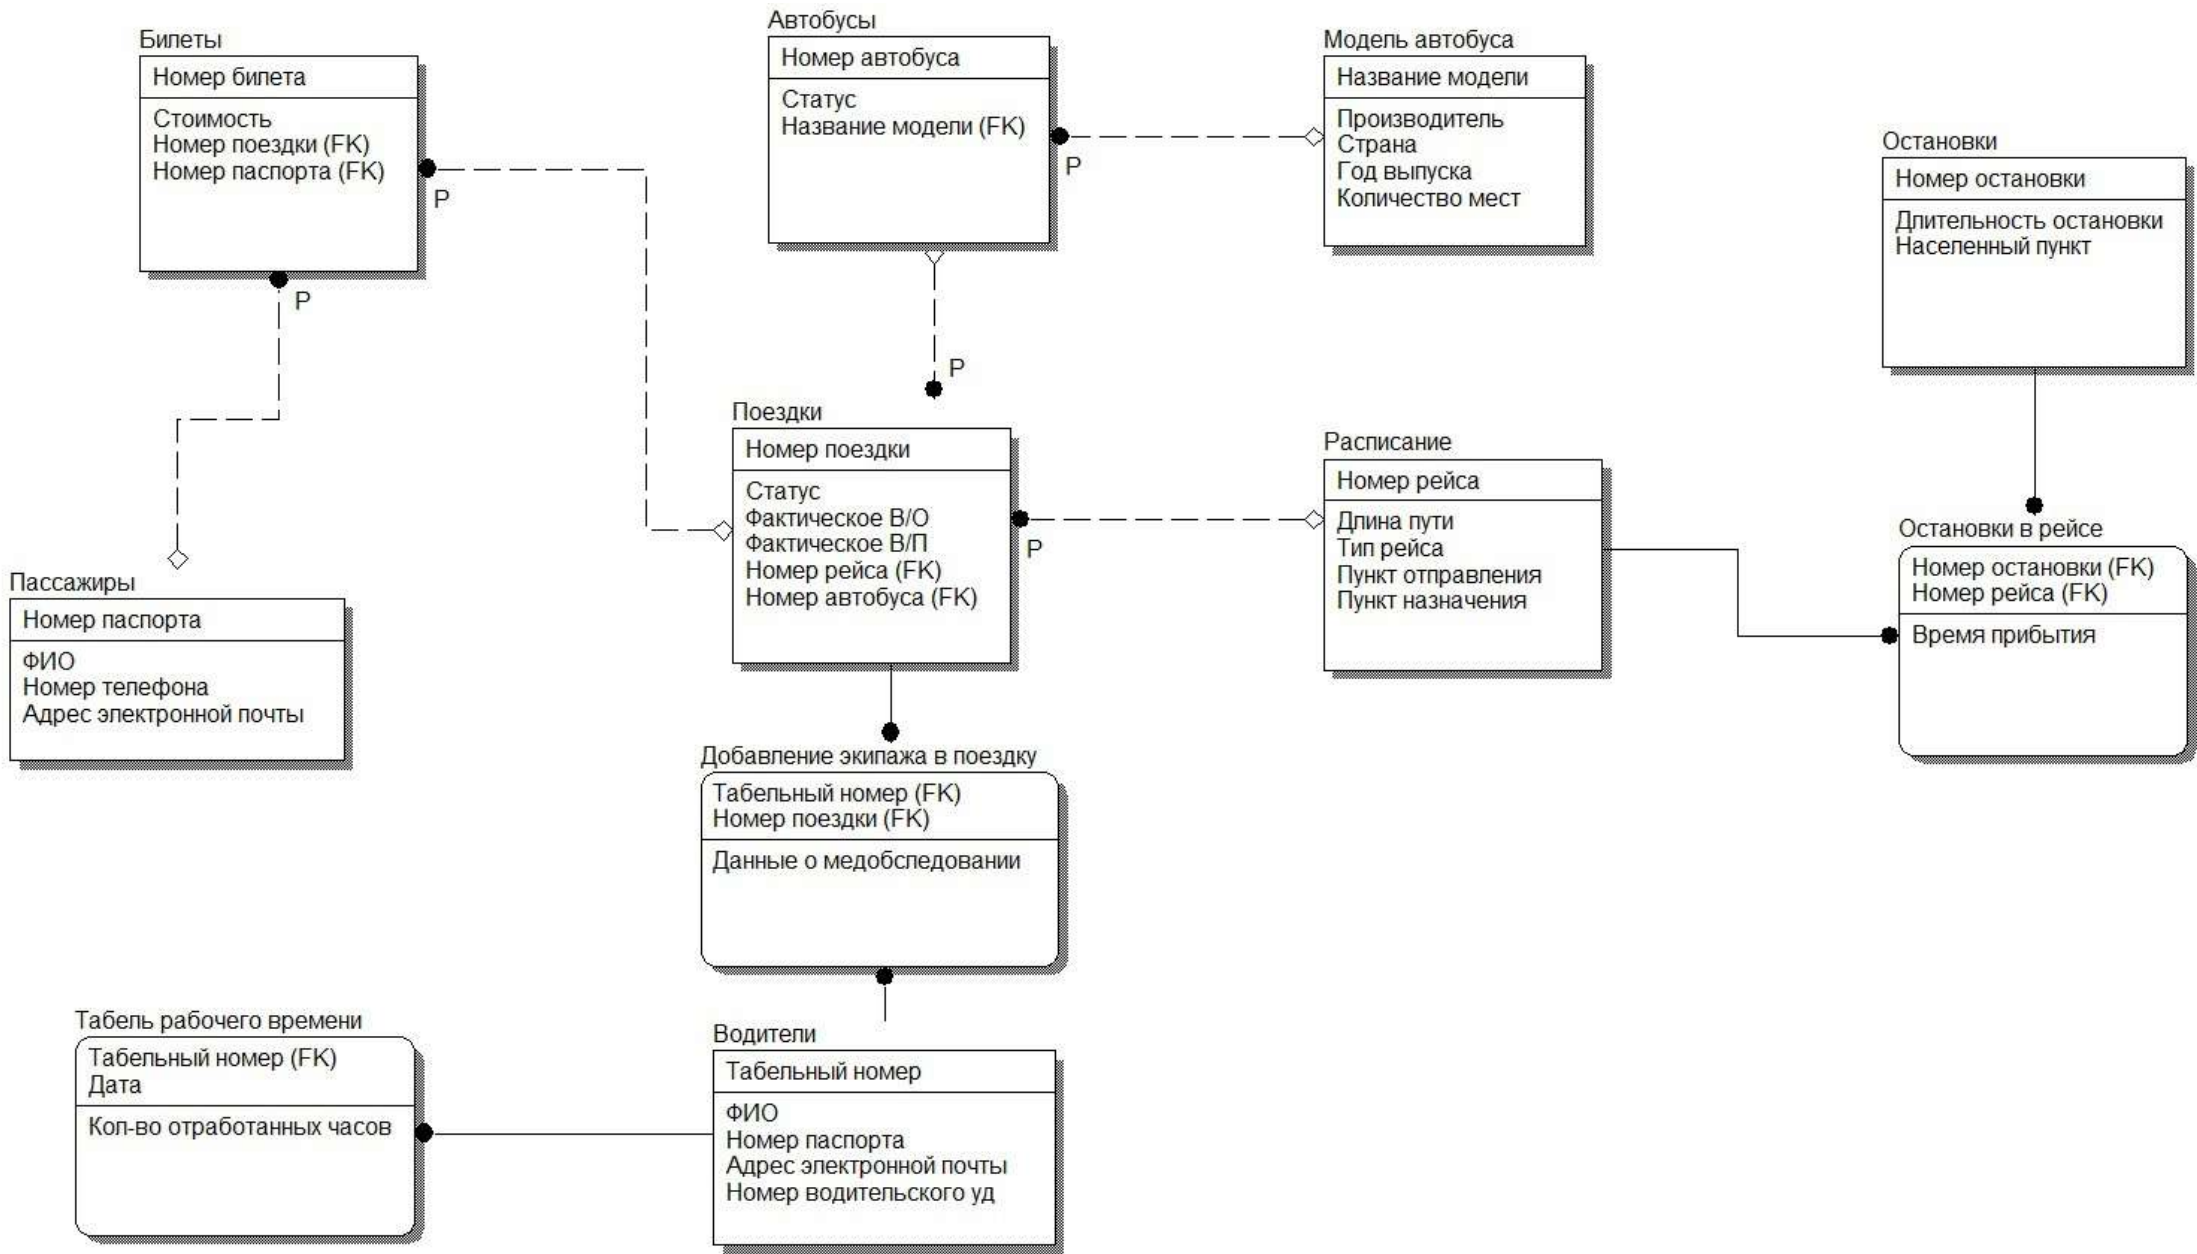 Билеты
Номер билета
Стоимость
Номер поездки (FK)
Номер паспорта (FK)
P
P
Автобусы
Номер автобуса
Статус
Название модели (FK)
P
Модель автобуса
Название модели
Производитель
Страна
Год выпуска
Количество мест
Остановки
Номер остановки
Длительность остановки
Населенный пункт
P
Поездки
Номер поездки
Статус
Фактическое В/О
Фактическое В/П
Номер рейса (FK)
Номер автобуса (FK)
P
Расписание
Номер рейса
Длина пути
Тип рейса
Пункт отправления
Пункт назначения
Остановки в рейсе
Номер остановки (FK)
Номер рейса (FK)
Время прибытия
Пассажиры
Номер паспорта
ФИО
Номер телефона
Адрес электронной почты
Добавление экипажа в поездку
Табельный номер (FK)
Номер поездки (FK)
Данные о медобследовании
Табель рабочего времени
Табельный номер (FK)
Дата
Кол-во отработанных часов
Водители
Табельный номер
ФИО
Номер паспорта
Адрес электронной почты
Номер водительского уд